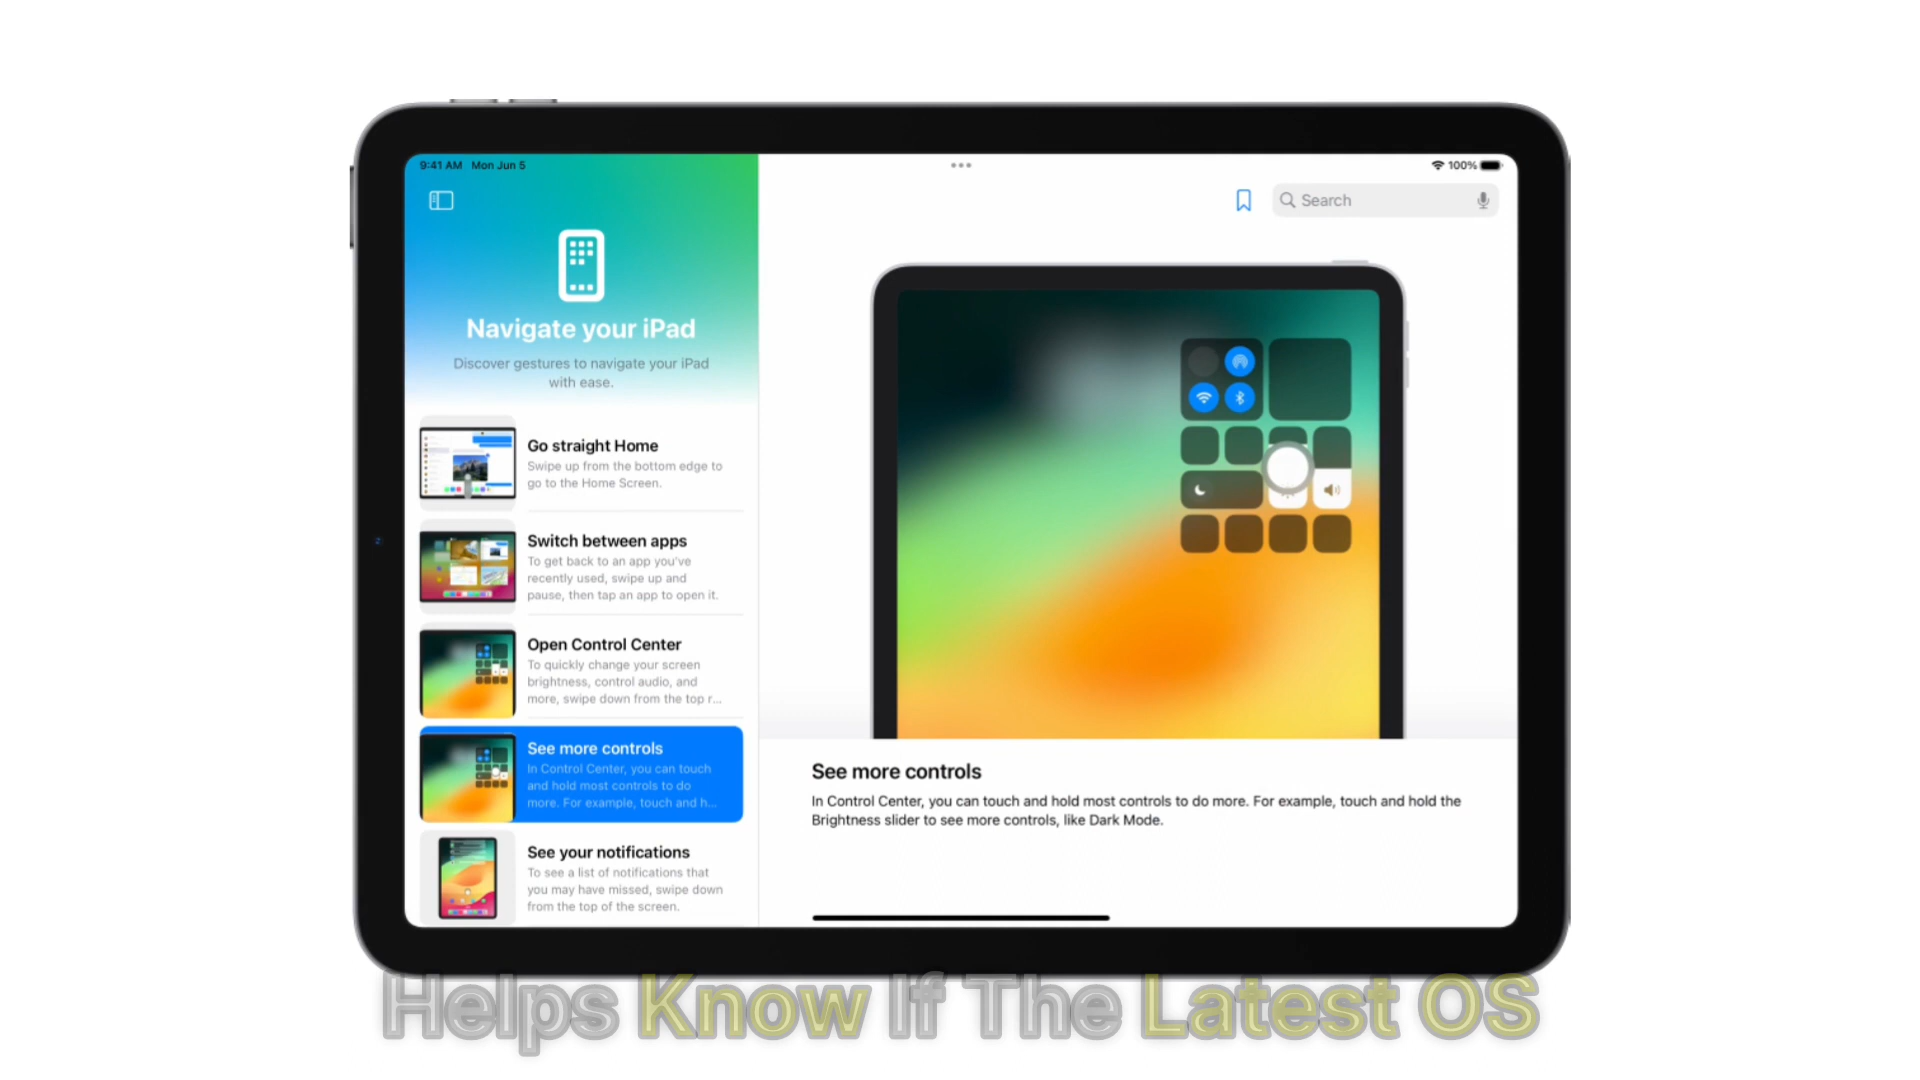 9:41 AM Mon Jun 5
100%
Search
Navigate your iPad
Discover gestures to navigate your iPad
with ease.
Go straight Home
Swipe up from the bottom edge to
go to the Home Screen.
Switch between apps
To get back to an app you've
recently used, swipe up and
pause, then tap an app to open it.
Open Control Center
To quickly change your screen
brightness, control audio, and
more, swipe down from the top r...
See more controls
In Control Center, you can touch
and hold most controls to do
more. For example, touch and h...
See your notifications
To see a list of notifications that
you may have missed, swipe down
from the top of the screen.
See more controls
In Control Center, you can touch and hold most controls to do more. For example, touch and hold the
Brightness slider to see more controls, like Dark Mode.
Helps Know If The Latest OS